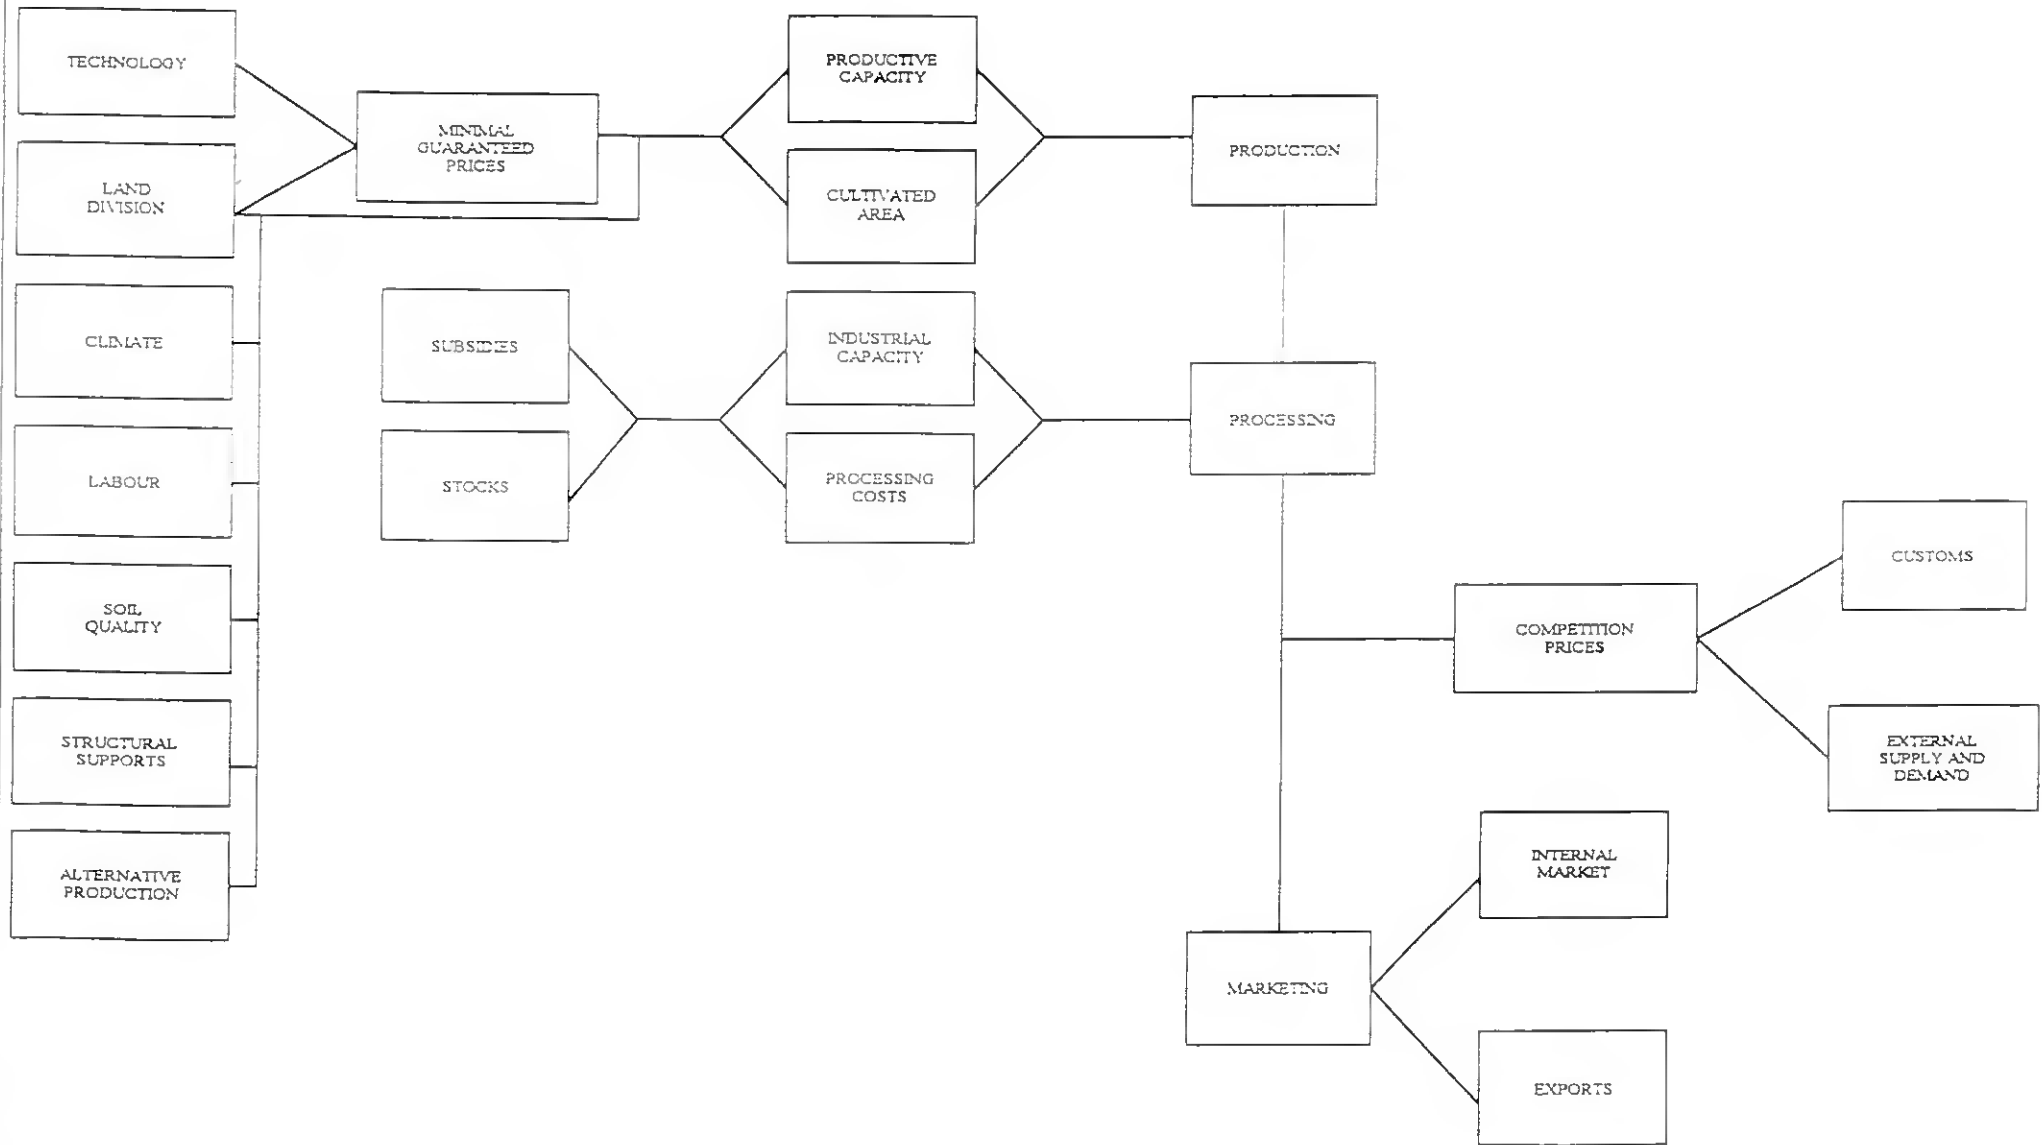 TECHNOLOGY
LAND
DIVISION
CLIMATE
LABOUR
SOIL
QUALITY
STRUCTURAL
SUPPORTS
ALTERNATIVE
PRODUCTION
MINIMAL
GUARANTEED
PRICES
SUBSIDIES
STOCKS
PRODUCTIVE
CAPACITY
CULTIVATED
AREA
INDUSTRIAL
CAPACITY
PROCESSING
COSTS
PRODUCTION
PROCESSING
MARKETING
COMPETITION
PRICES
CUSTOMS
EXTERNAL
SUPPLY AND
DEMAND
INTERNAL
MARKET
EXPORTS